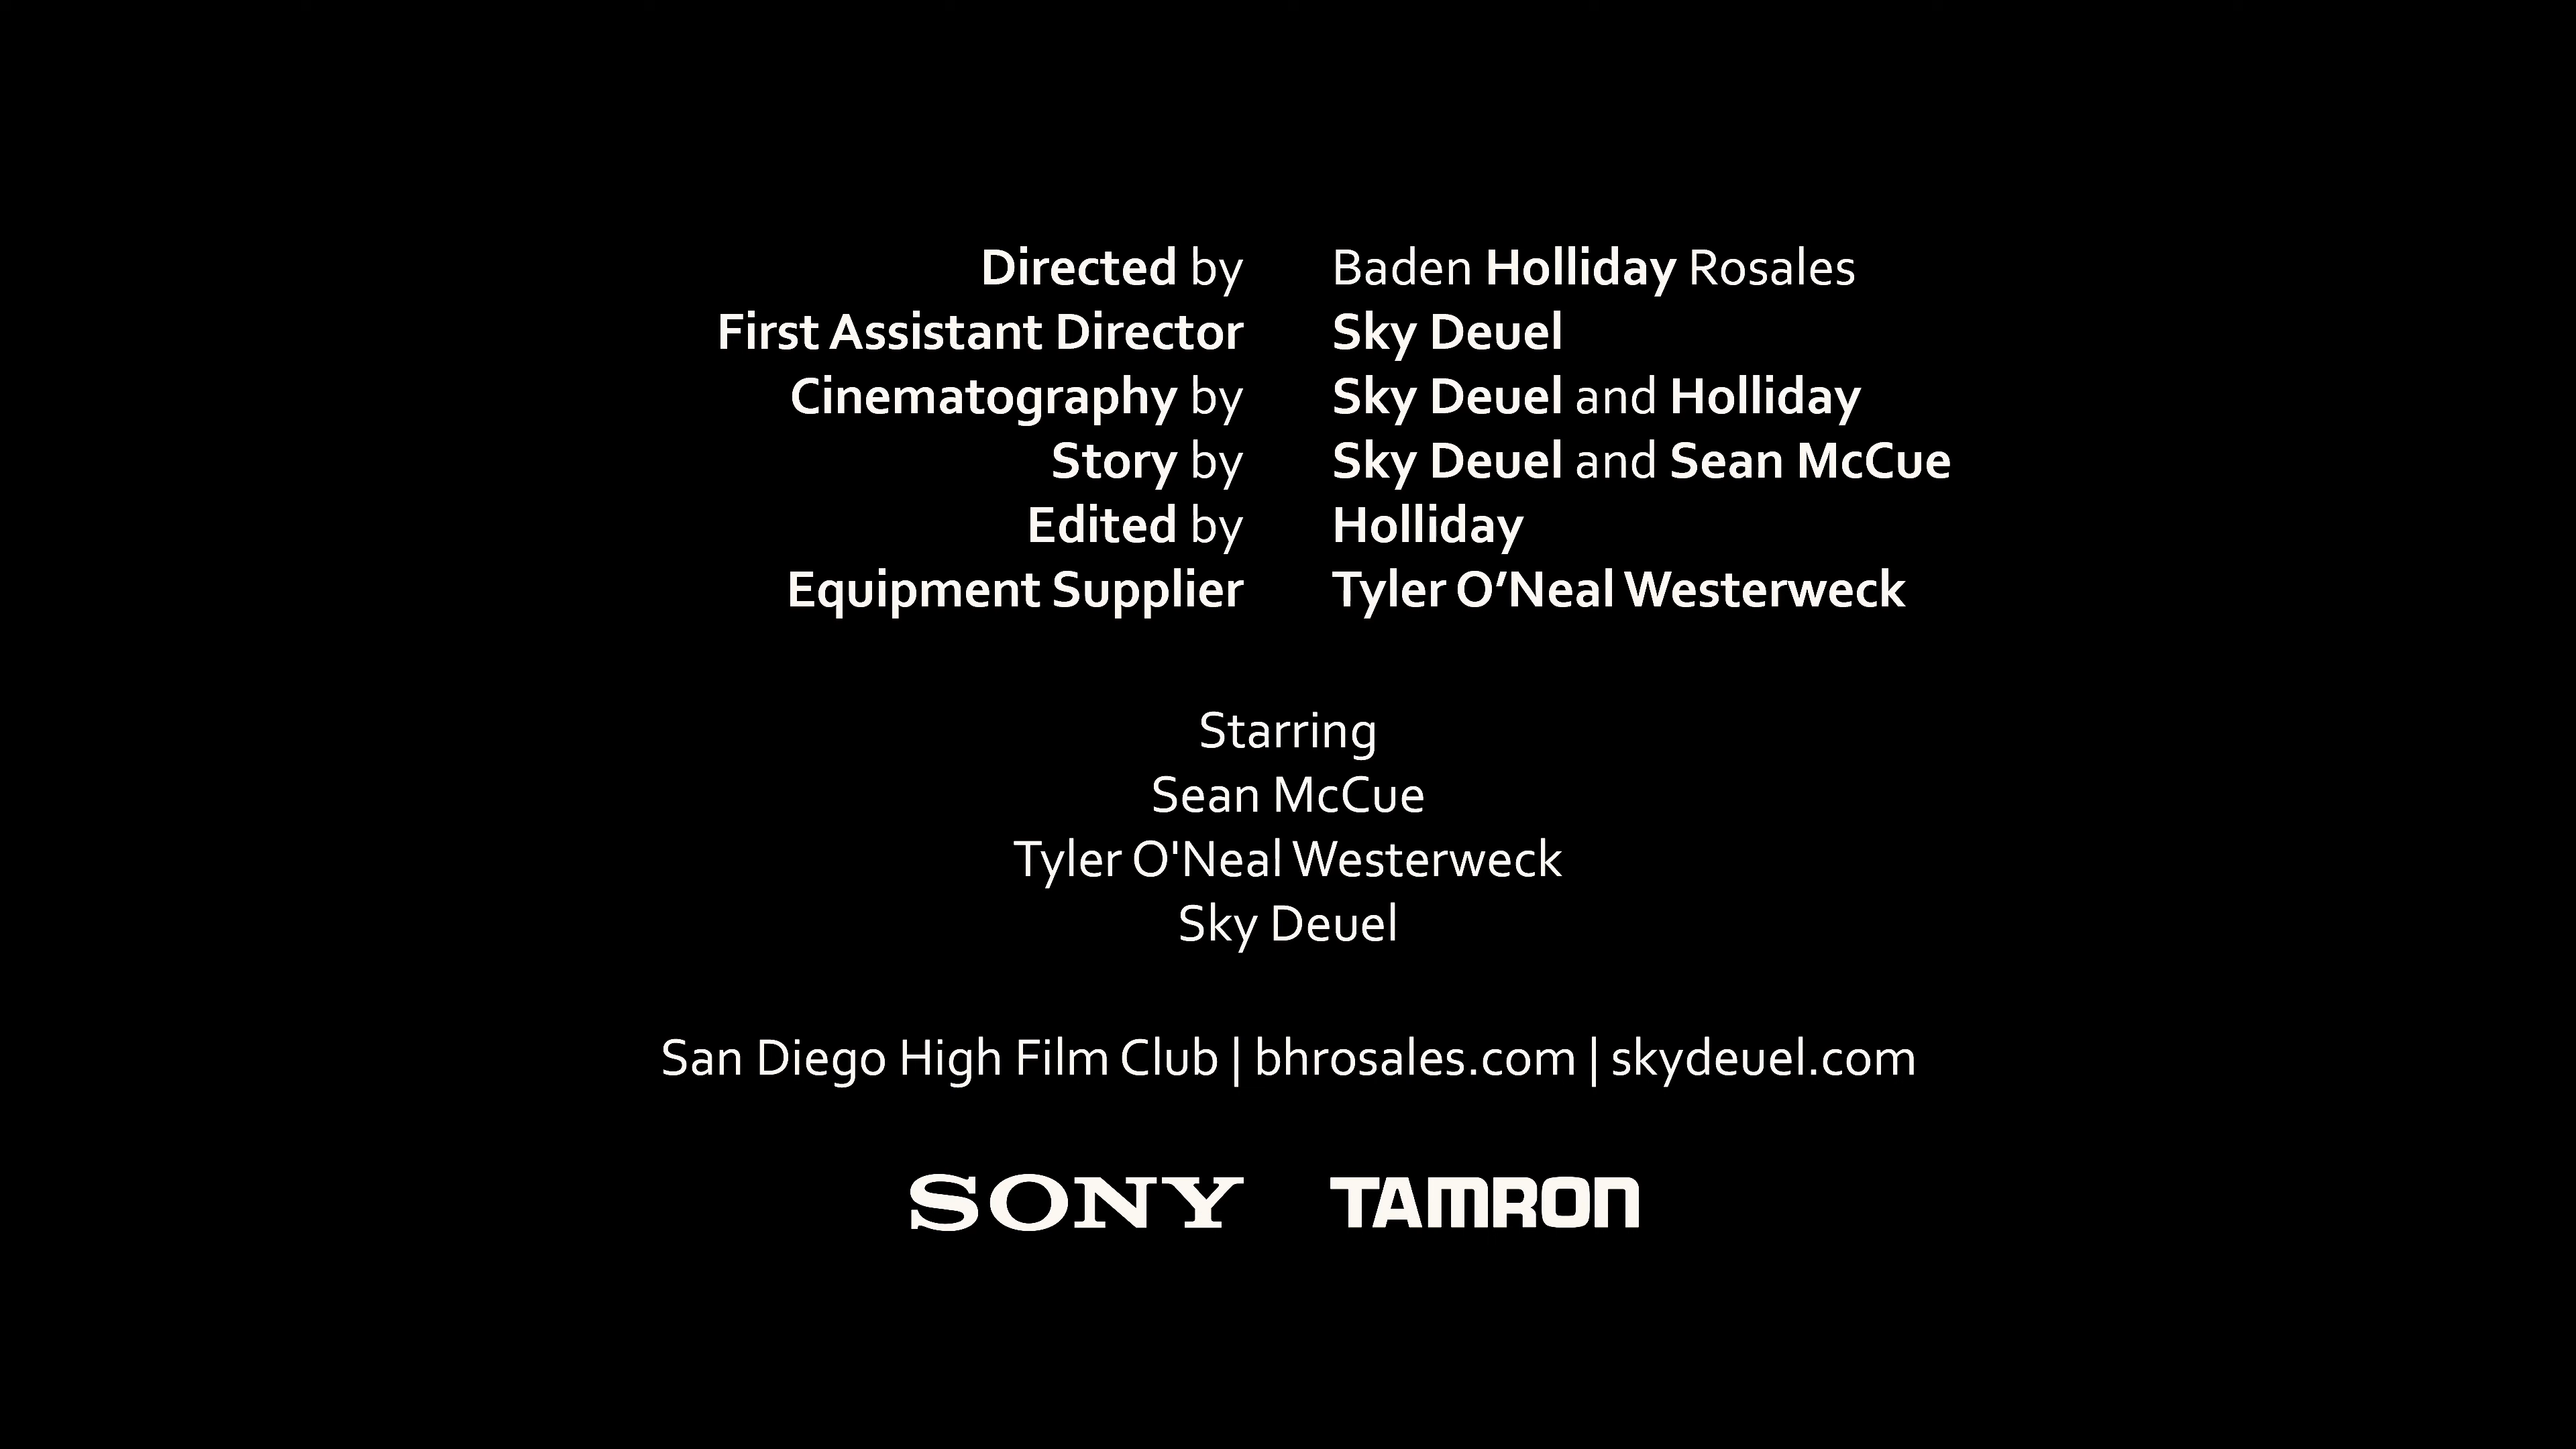 Directed by Baden Holliday Rosales
First Assistant Director Sky Deuel
Cinematography by Sky Deuel and Holliday
Story by Sky Deuel and Sean McCue
Edited by Holliday
Equipment Supplier Tyler O’Neal Westerweck
Starring
Sean McCue
Tyler O'Neal Westerweck
Sky Deuel
San Diego High Film Club | bhrosales.com | skydeuel.com
SONY TAMRON